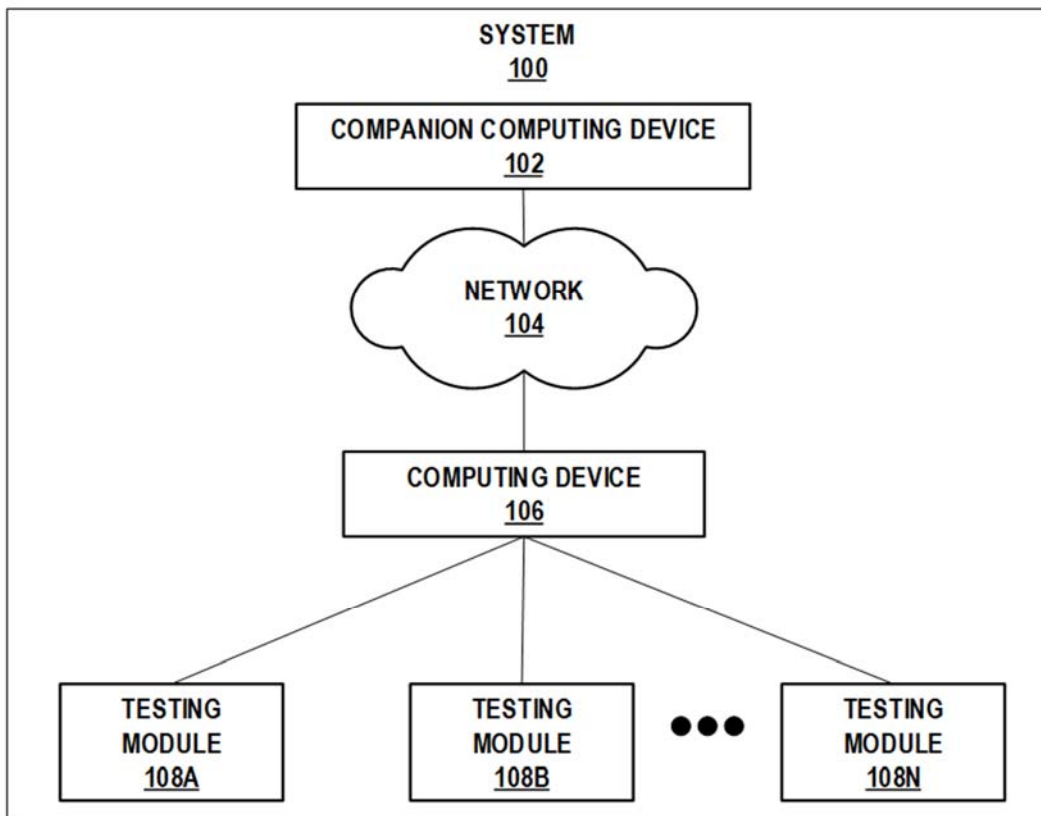 SYSTEM
100
COMPANION COMPUTING DEVICE
102
NETWORK
104
COMPUTING DEVICE
106
TESTING
MODULE
108A
TESTING
MODULE
108B
TESTING
MODULE
108N